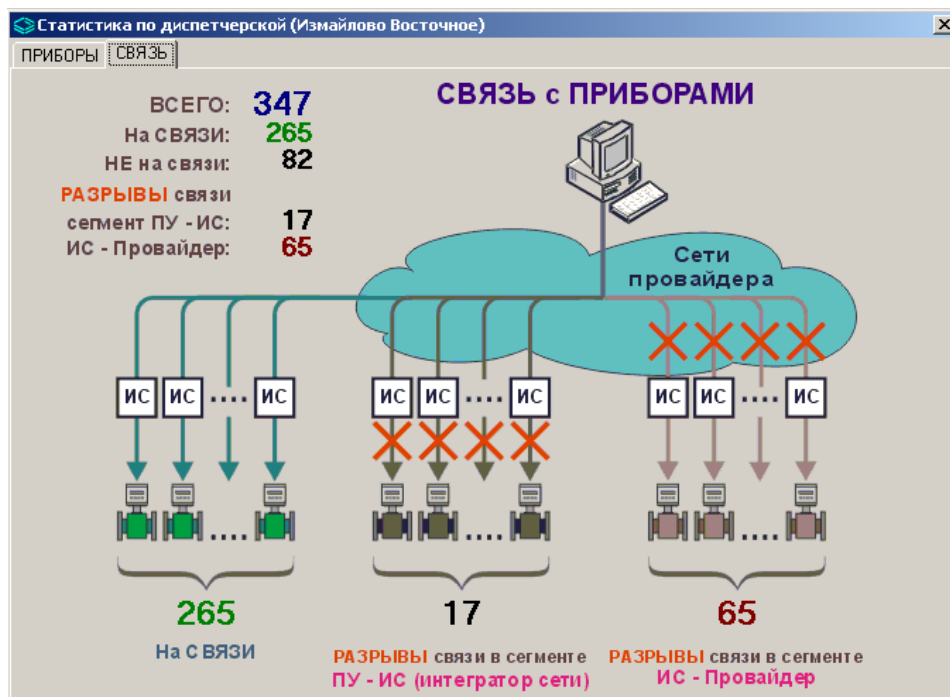 Статистика по диспетчерской (Измайлово Восточное)
ПРИБОРЫ СВЯЗЬ
СВЯЗЬ с ПРИБОРАМИ
ВСЕГО: 347
На СВЯЗИ: 265
НЕ на связи: 82
РАЗРЫВЫ связи
сегмент ПУ - ИС: 17
ИС - Провайдер: 65
Сети
провайдера
ИС ИС .... ИС ИС ИС .... ИС ИС ИС .... ИС
.... .... ....
265 17 65
На СВЯЗИ
РАЗРЫВЫ связи в сегменте
ПУ - ИС (интегратор сети)
РАЗРЫВЫ связи в сегменте
ИС - Провайдер